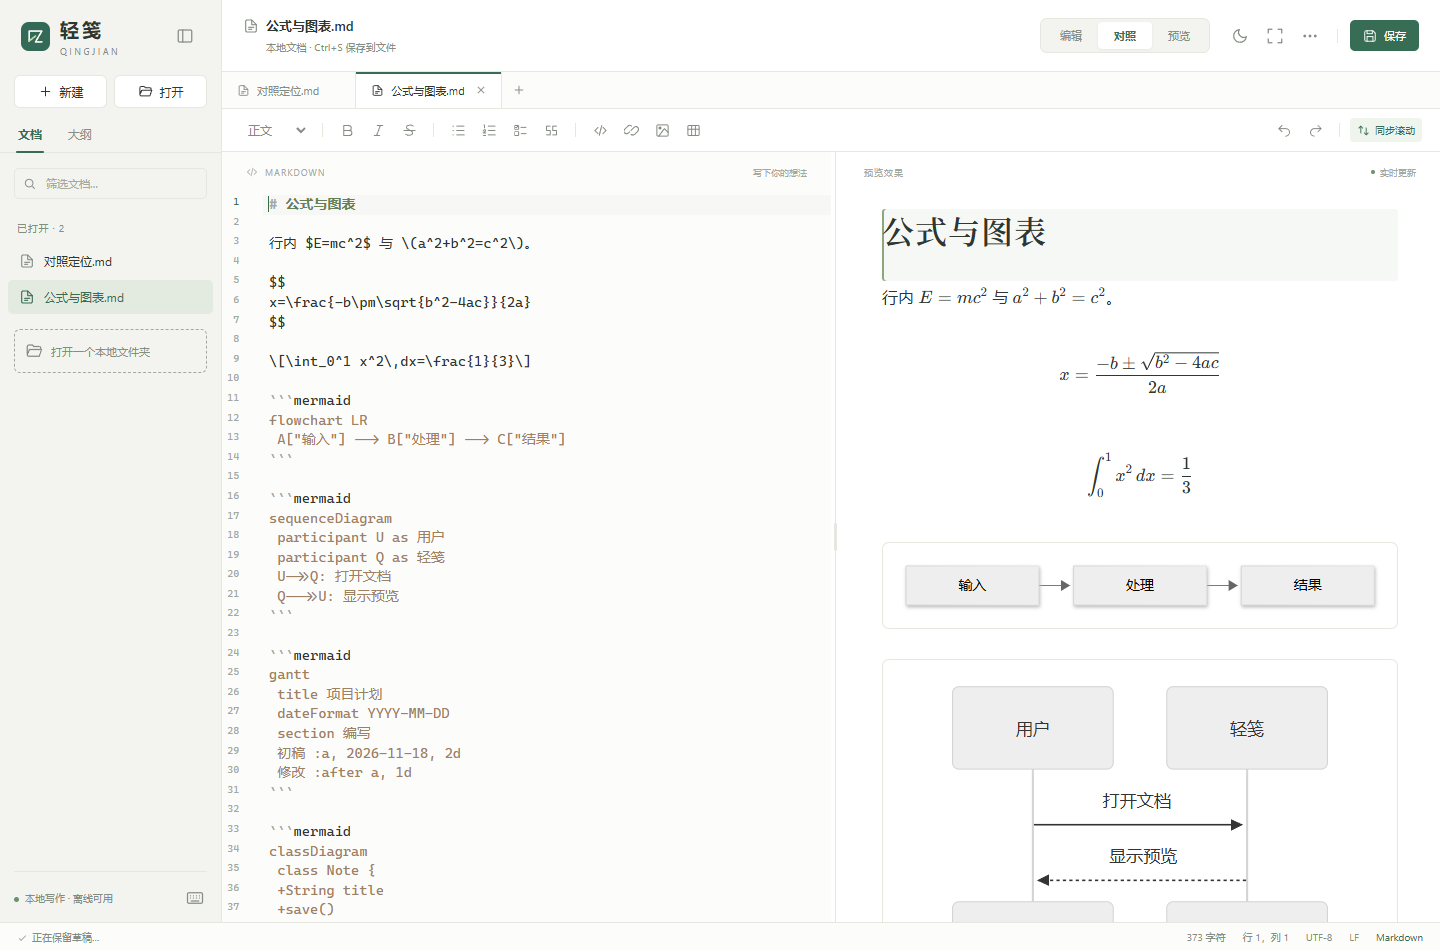 轻笺
QINGJIAN
新建
打开
文档
大纲
筛选文档...
已打开 · 2
对照定位.md
公式与图表.md
打开一个本地文件夹
本地写作 · 离线可用
正在保留草稿...
公式与图表.md
本地文档 · Ctrl+S 保存到文件
编辑
对照
预览
保存
对照定位.md
公式与图表.md
正文
同步滚动
MARKDOWN
写下你的想法
1 # 公式与图表
2
3 行内 $E=mc^2$ 与 \(a^2+b^2=c^2\)。
4
5 $$
6 x=\frac{-b\pm\sqrt{b^2-4ac}}{2a}
7 $$
8
9 \[\int_0^1 x^2\,dx=\frac{1}{3}\]
10
11 ```mermaid
12 flowchart LR
13 A["输入"] --> B["处理"] --> C["结果"]
14 ```
15
16 ```mermaid
17 sequenceDiagram
18 participant U as 用户
19 participant Q as 轻笺
20 U->>Q: 打开文档
21 Q-->>U: 显示预览
22 ```
23
24 ```mermaid
25 gantt
26 title 项目计划
27 dateFormat YYYY-MM-DD
28 section 编写
29 初稿 :a, 2026-11-18, 2d
30 修改 :after a, 1d
31 ```
32
33 ```mermaid
34 classDiagram
35 class Note {
36 +String title
37 +save()
预览效果
实时更新
公式与图表
行内 E = mc² 与 a² + b² = c²。
x = (−b ± √(b² − 4ac)) / 2a
∫₀¹ x² dx = 1/3
输入
处理
结果
用户
轻笺
打开文档
显示预览
373 字符
行 1，列 1
UTF-8
LF
Markdown